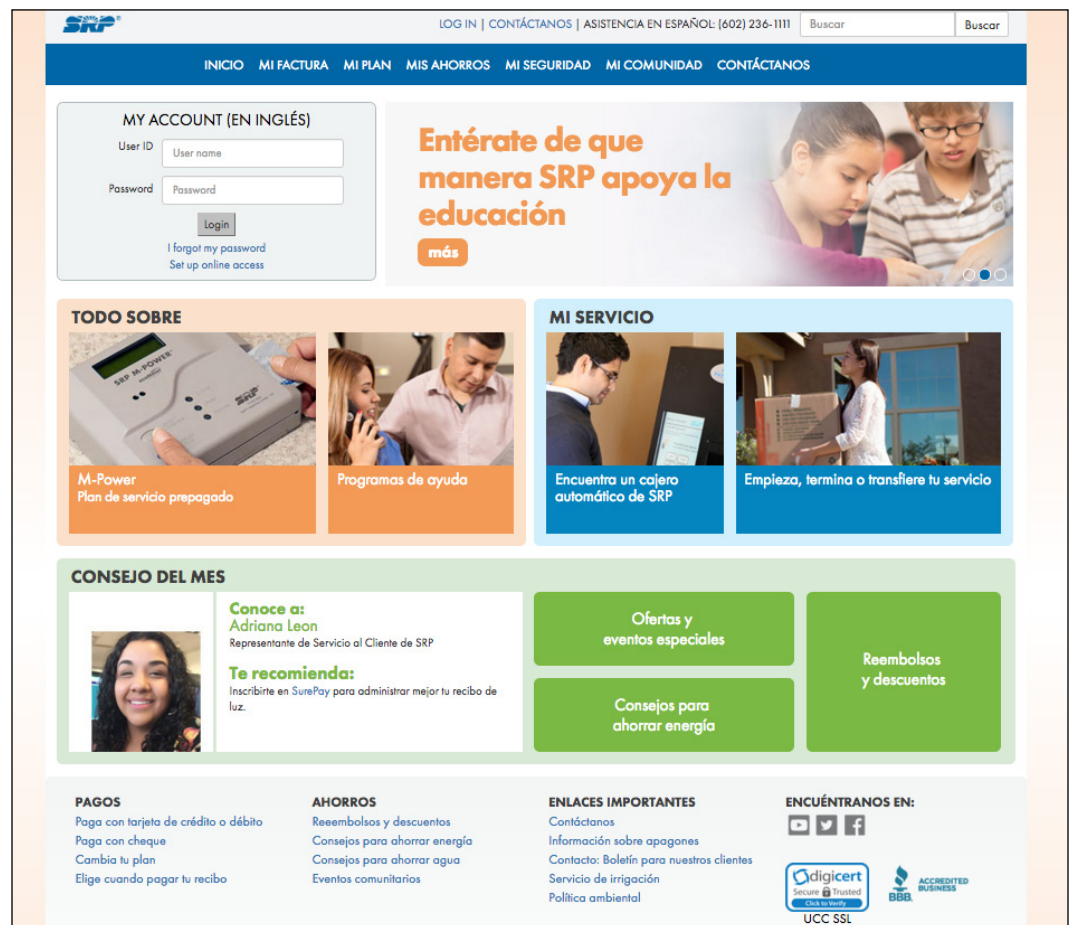 SRP
LOG IN | CONTÁCTANOS | ASISTENCIA EN ESPAÑOL: (602) 236-1111
Buscar
Buscar
INICIO MI FACTURA MI PLAN MIS AHORROS MI SEGURIDAD MI COMUNIDAD CONTÁCTANOS
MY ACCOUNT (EN INGLÉS)
User ID User name
Password Password
Login
I forgot my password
Set up online access
Entérate de que
manera SRP apoya la
educación
más
TODO SOBRE
SRP M-POWER
SRP
M-Power
Plan de servicio prepagado
Programas de ayuda
MI SERVICIO
Encuentra un cajero
automático de SRP
Empieza, termina o transfiere tu servicio
CONSEJO DEL MES
Conoce a:
Adriana Leon
Representante de Servicio al Cliente de SRP
Te recomienda:
Inscribirte en SurePay para administrar mejor tu recibo de
luz.
Ofertas y
eventos especiales
Consejos para
ahorrar energía
Reembolsos
y descuentos
PAGOS
Paga con tarjeta de crédito o débito
Paga con cheque
Cambia tu plan
Elige cuando pagar tu recibo
AHORROS
Reeembolsos y descuentos
Consejos para ahorrar energía
Consejos para ahorrar agua
Eventos comunitarios
ENLACES IMPORTANTES
Contáctanos
Información sobre apagones
Contacto: Boletín para nuestros clientes
Servicio de irrigación
Política ambiental
ENCUÉNTRANOS EN:
digicert
Secure Trusted
Click to Verify
UCC SSL
BBB.
ACCREDITED
BUSINESS